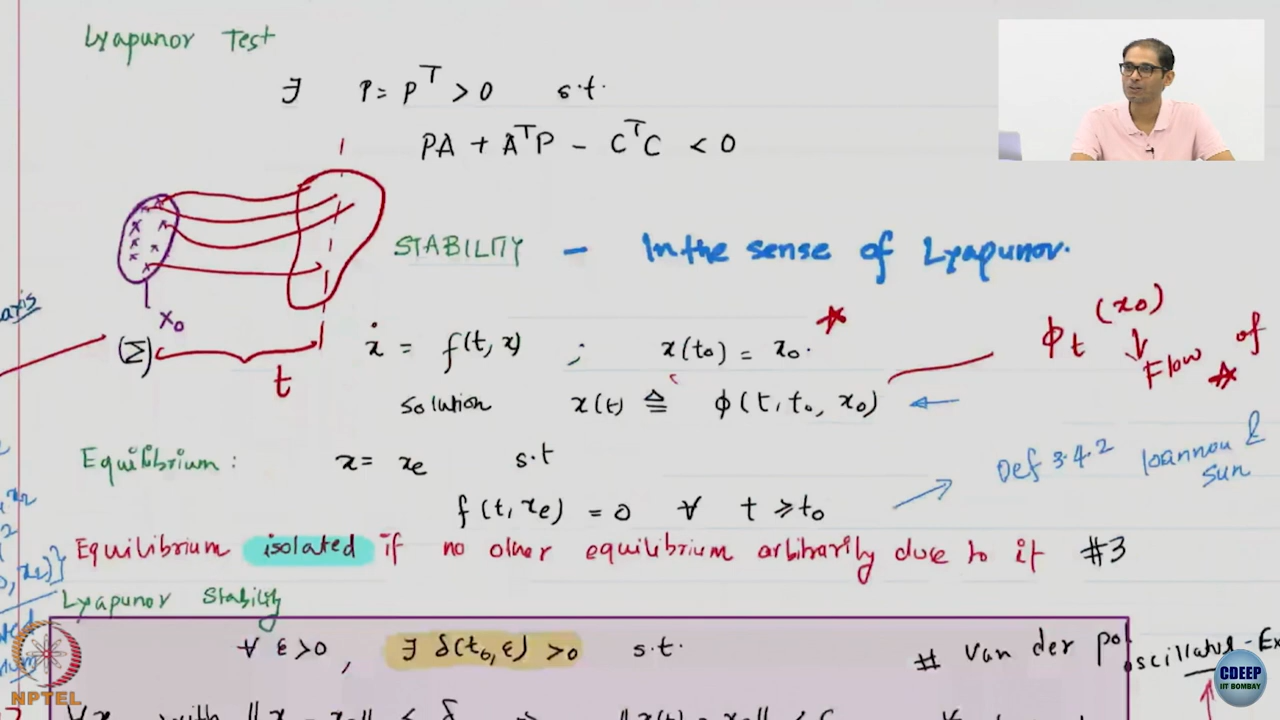 Lyapunov Test
∃ P = P^T > 0 s.t.
PA + A^T P - C^T C < 0
STABILITY - In the sense of Lyapunov.
x0
(Σ)
t
ẋ = f(t, x) ; x(t0) = x0.
ϕt (x0)
Flow of
solution x(t) ≜ ϕ(t, t0, x0)
axis
Equilibrium: x = xe s.t
Def 3.4.2 Ioannou & Sun
f(t, xe) = 0 ∀ t ≥ t0
Equilibrium isolated if no other equilibrium arbitrarily close to it #3
Lyapunov Stability
∀ ε>0, ∃ δ(t0, ε) > 0 s.t.
# Van der pol oscillator - Ex
NPTEL
CDEEP
IIT BOMBAY